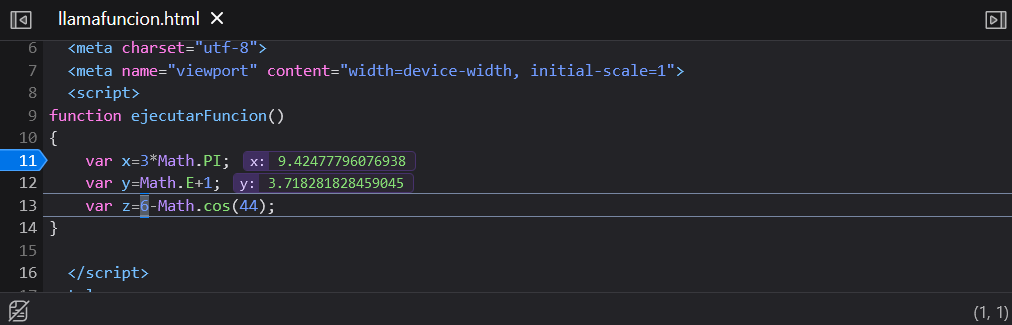 llamafuncion.html
6 <meta charset="utf-8">
7 <meta name="viewport" content="width=device-width, initial-scale=1">
8 <script>
9 function ejecutarFuncion()
10 {
11 var x=3*Math.PI; x: 9.42477796076938
12 var y=Math.E+1; y: 3.718281828459045
13 var z=6-Math.cos(44);
14 }
15
16 </script>
(1, 1)